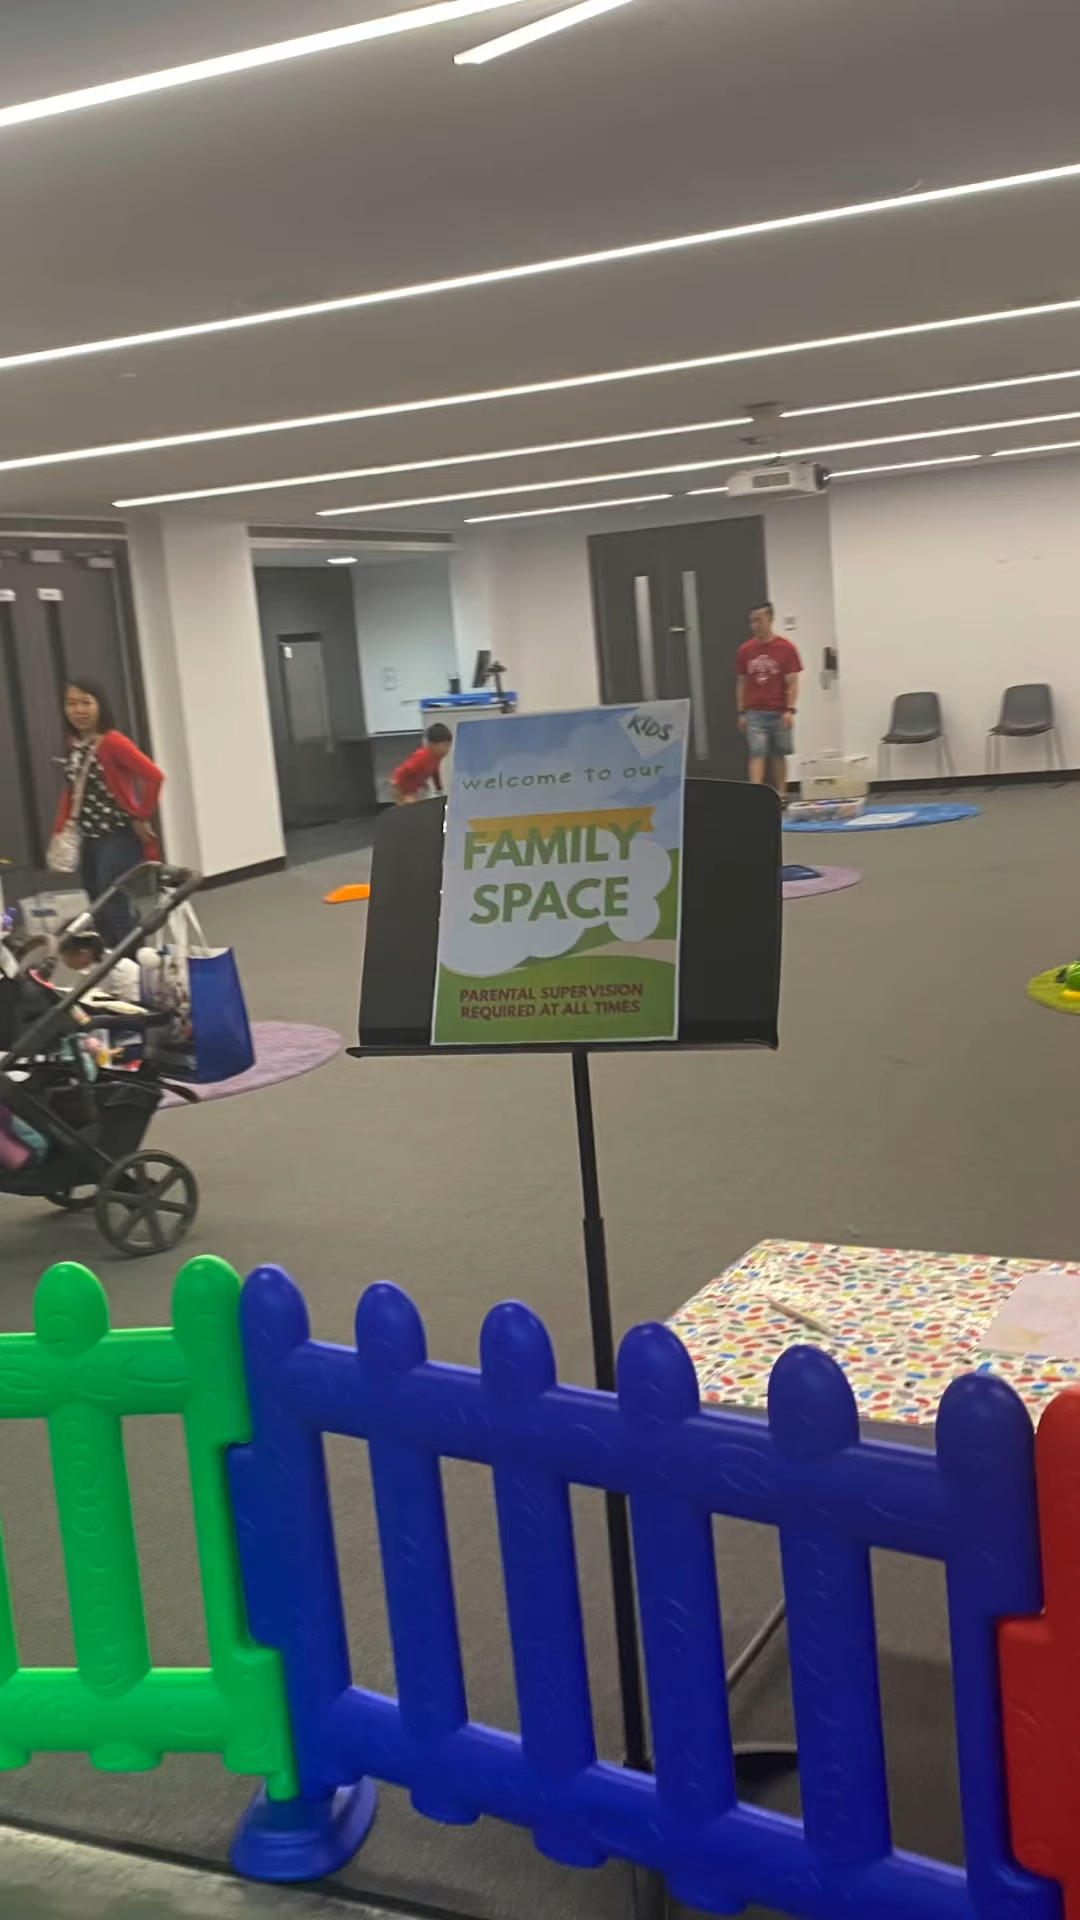 KIDS
welcome to our
FAMILY
SPACE
PARENTAL SUPERVISION
REQUIRED AT ALL TIMES